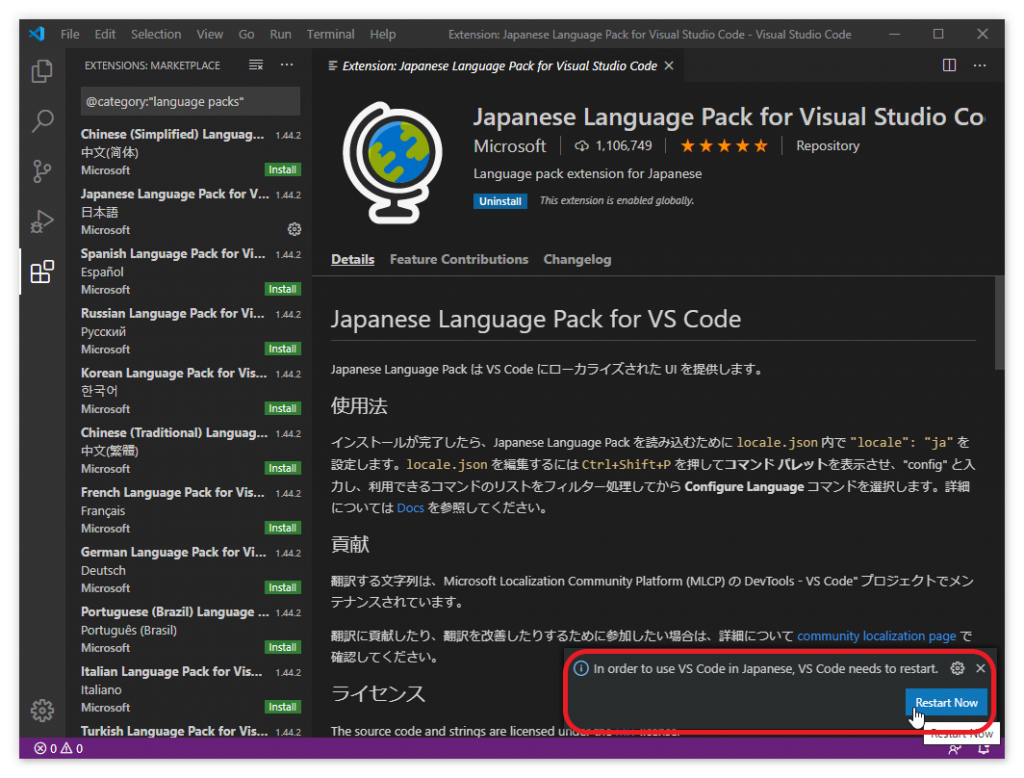 File Edit Selection View Go Run Terminal Help Extension: Japanese Language Pack for Visual Studio Code - Visual Studio Code
EXTENSIONS: MARKETPLACE
@category:"language packs"
Chinese (Simplified) Languag... 1.44.2
中文(简体)
Microsoft Install
Japanese Language Pack for V... 1.44.2
日本語
Microsoft
Spanish Language Pack for Vi... 1.44.2
Español
Microsoft Install
Russian Language Pack for Vi... 1.44.2
Русский
Microsoft Install
Korean Language Pack for Vis... 1.44.2
한국어
Microsoft Install
Chinese (Traditional) Languag... 1.44.2
中文(繁體)
Microsoft Install
French Language Pack for Vis... 1.44.2
Français
Microsoft Install
German Language Pack for Vi... 1.44.2
Deutsch
Microsoft Install
Portuguese (Brazil) Language ... 1.44.2
Português (Brasil)
Microsoft Install
Italian Language Pack for Vis... 1.44.2
Italiano
Microsoft Install
Turkish Language Pack for Vis... 1.44.2
Extension: Japanese Language Pack for Visual Studio Code
Japanese Language Pack for Visual Studio Co
Microsoft 1,106,749 Repository
Language pack extension for Japanese
Uninstall This extension is enabled globally.
Details Feature Contributions Changelog
Japanese Language Pack for VS Code
Japanese Language Pack は VS Code にローカライズされた UI を提供します。
使用法
インストールが完了したら、Japanese Language Pack を読み込むために locale.json 内で "locale": "ja" を
設定します。locale.json を編集するには Ctrl+Shift+P を押してコマンド パレットを表示させ、"config" と入
力し、利用できるコマンドのリストをフィルター処理してから Configure Language コマンドを選択します。詳細
については Docs を参照してください。
貢献
翻訳する文字列は、Microsoft Localization Community Platform (MLCP) の DevTools - VS Code" プロジェクトでメン
テナンスされています。
翻訳に貢献したり、翻訳を改善したりするために参加したい場合は、詳細について community localization page で
確認してください。
ライセンス
The source code and strings are licensed under the MIT license.
In order to use VS Code in Japanese, VS Code needs to restart.
Restart Now
Restart Now
0 0